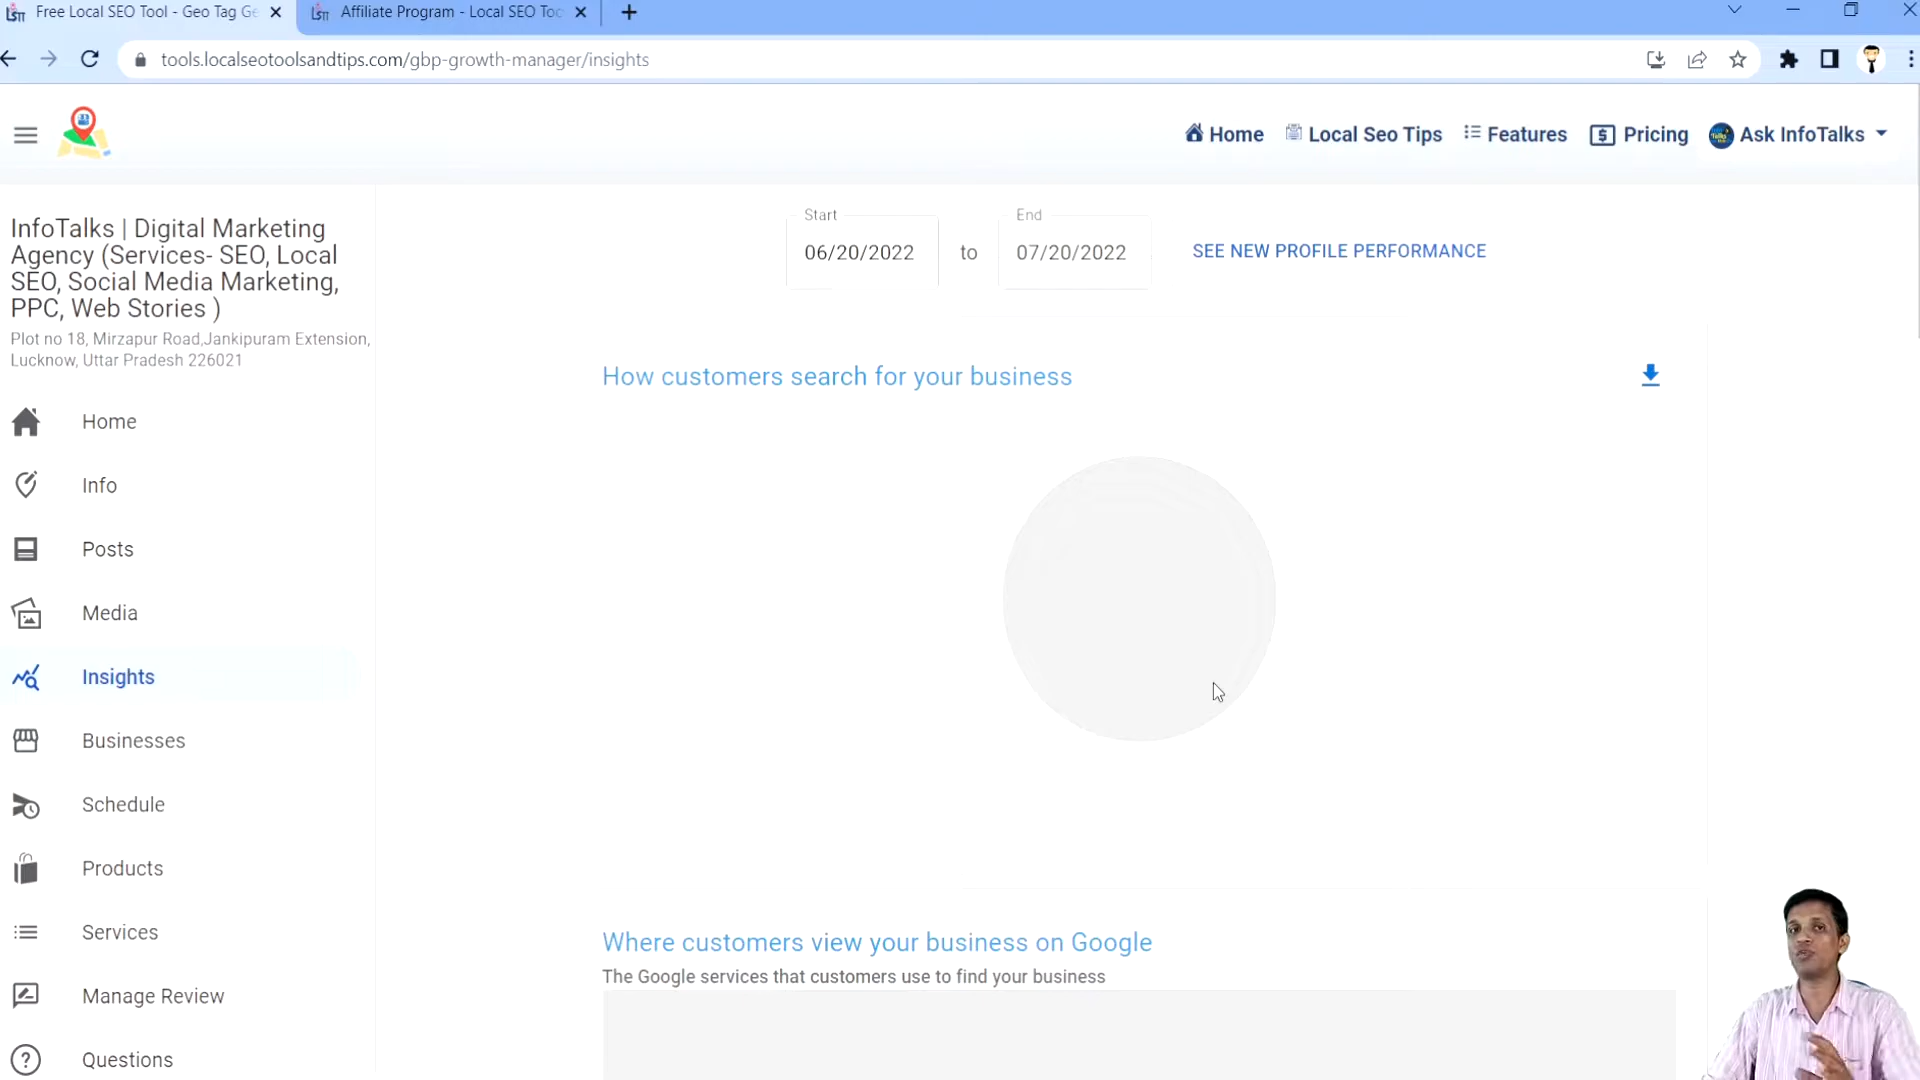 Free Local SEO Tool - Geo Tag Ge
Affiliate Program - Local SEO Too
tools.localseotoolsandtips.com/gbp-growth-manager/insights
Home
Local Seo Tips
Features
Pricing
Ask InfoTalks
InfoTalks | Digital Marketing
Agency (Services- SEO, Local
SEO, Social Media Marketing,
PPC, Web Stories )
Plot no 18, Mirzapur Road,Jankipuram Extension,
Lucknow, Uttar Pradesh 226021
Home
Info
Posts
Media
Insights
Businesses
Schedule
Products
Services
Manage Review
Questions
Start
06/20/2022
to
End
07/20/2022
SEE NEW PROFILE PERFORMANCE
How customers search for your business
Where customers view your business on Google
The Google services that customers use to find your business